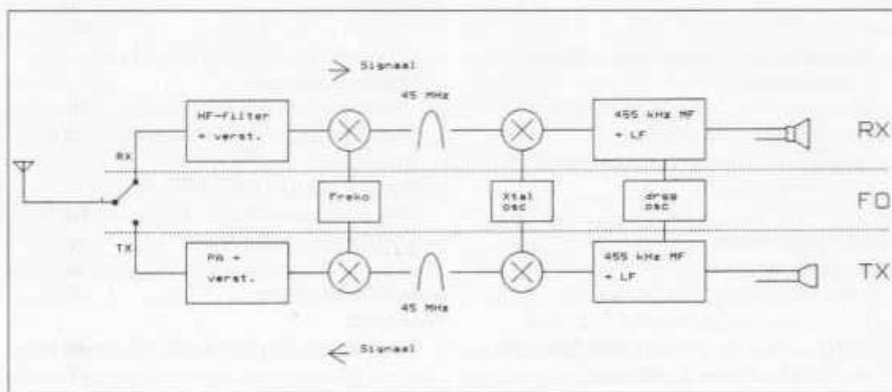 Signaal
45 MHz
HF-filter
+ verst.
455 kHz MF
+ LF
RX
RX
Freko
Xtal
osc
drag
osc
FO
TX
PA +
verst.
455 kHz MF
+ LF
TX
45 MHz
Signaal